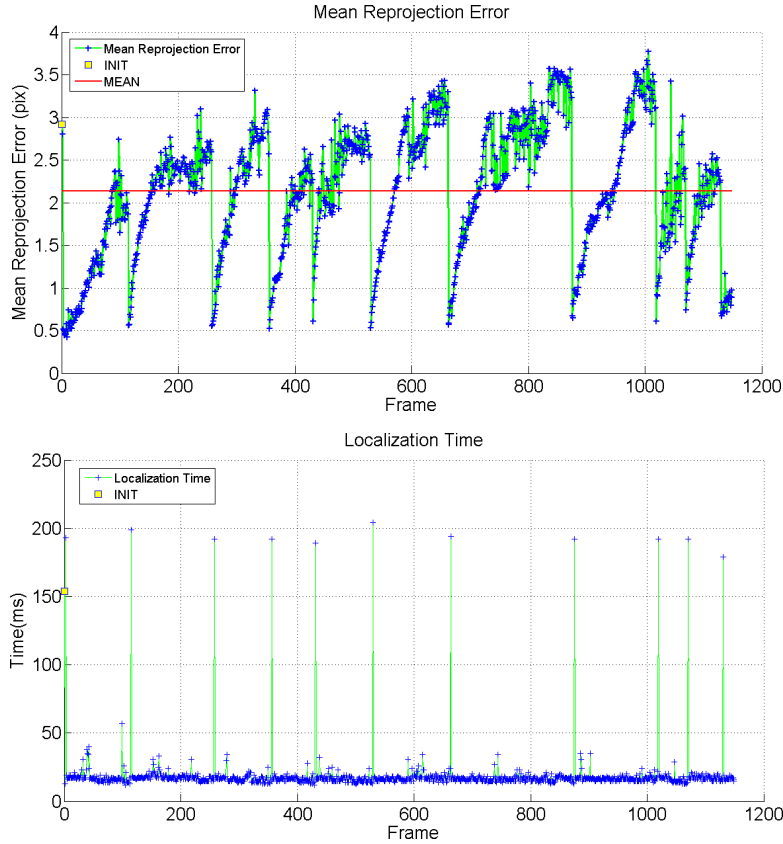 Mean Reprojection Error
Mean Reprojection Error (pix)
4
3.5
3
2.5
2
1.5
1
0.5
0
Mean Reprojection Error
INIT
MEAN
0 200 400 600 800 1000 1200
Frame
Localization Time
Time(ms)
250
200
150
100
50
0
Localization Time
INIT
0 200 400 600 800 1000 1200
Frame